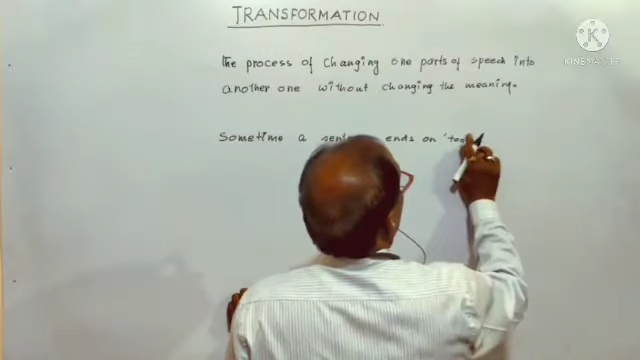 TRANSFORMATION
The process of changing one parts of speech into
another one without changing the meaning.
Sometime a ends on 'too
K
KINEMASTER